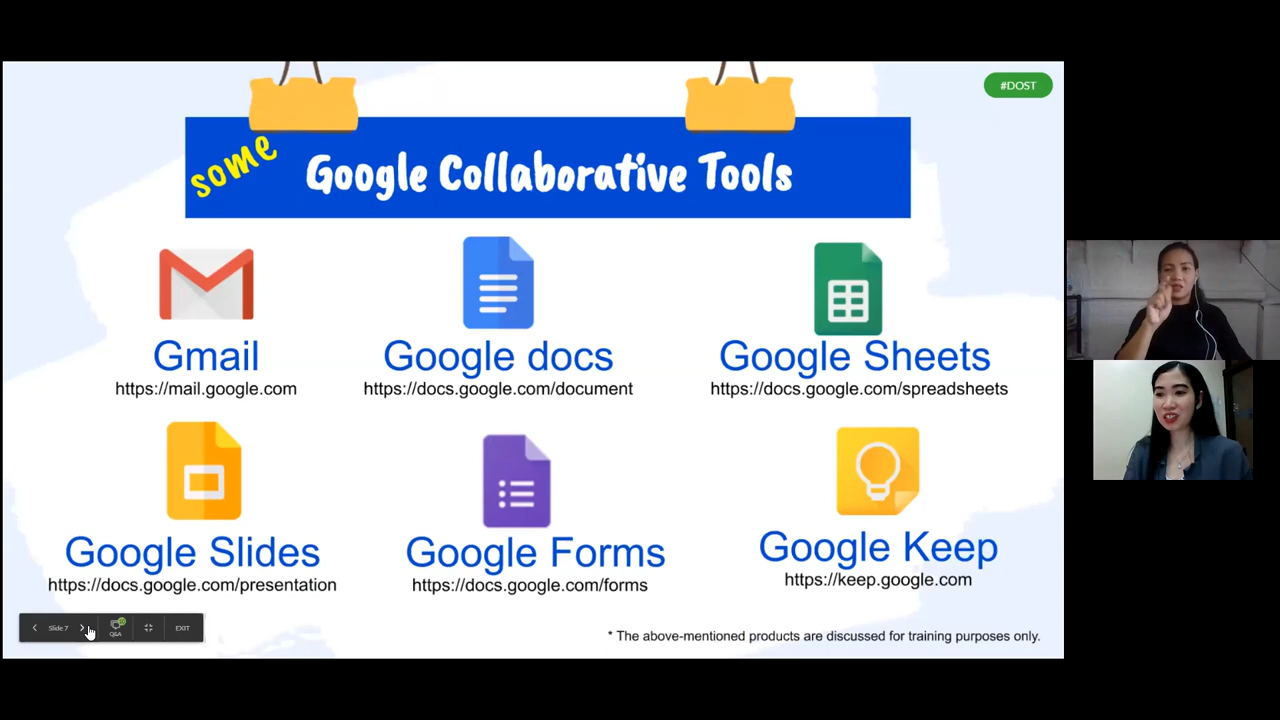 #DOST
some
Google Collaborative Tools
Gmail
https://mail.google.com
Google docs
https://docs.google.com/document
Google Sheets
https://docs.google.com/spreadsheets
Google Slides
https://docs.google.com/presentation
Google Forms
https://docs.google.com/forms
Google Keep
https://keep.google.com
Slide 7
Q&A
EXIT
* The above-mentioned products are discussed for training purposes only.